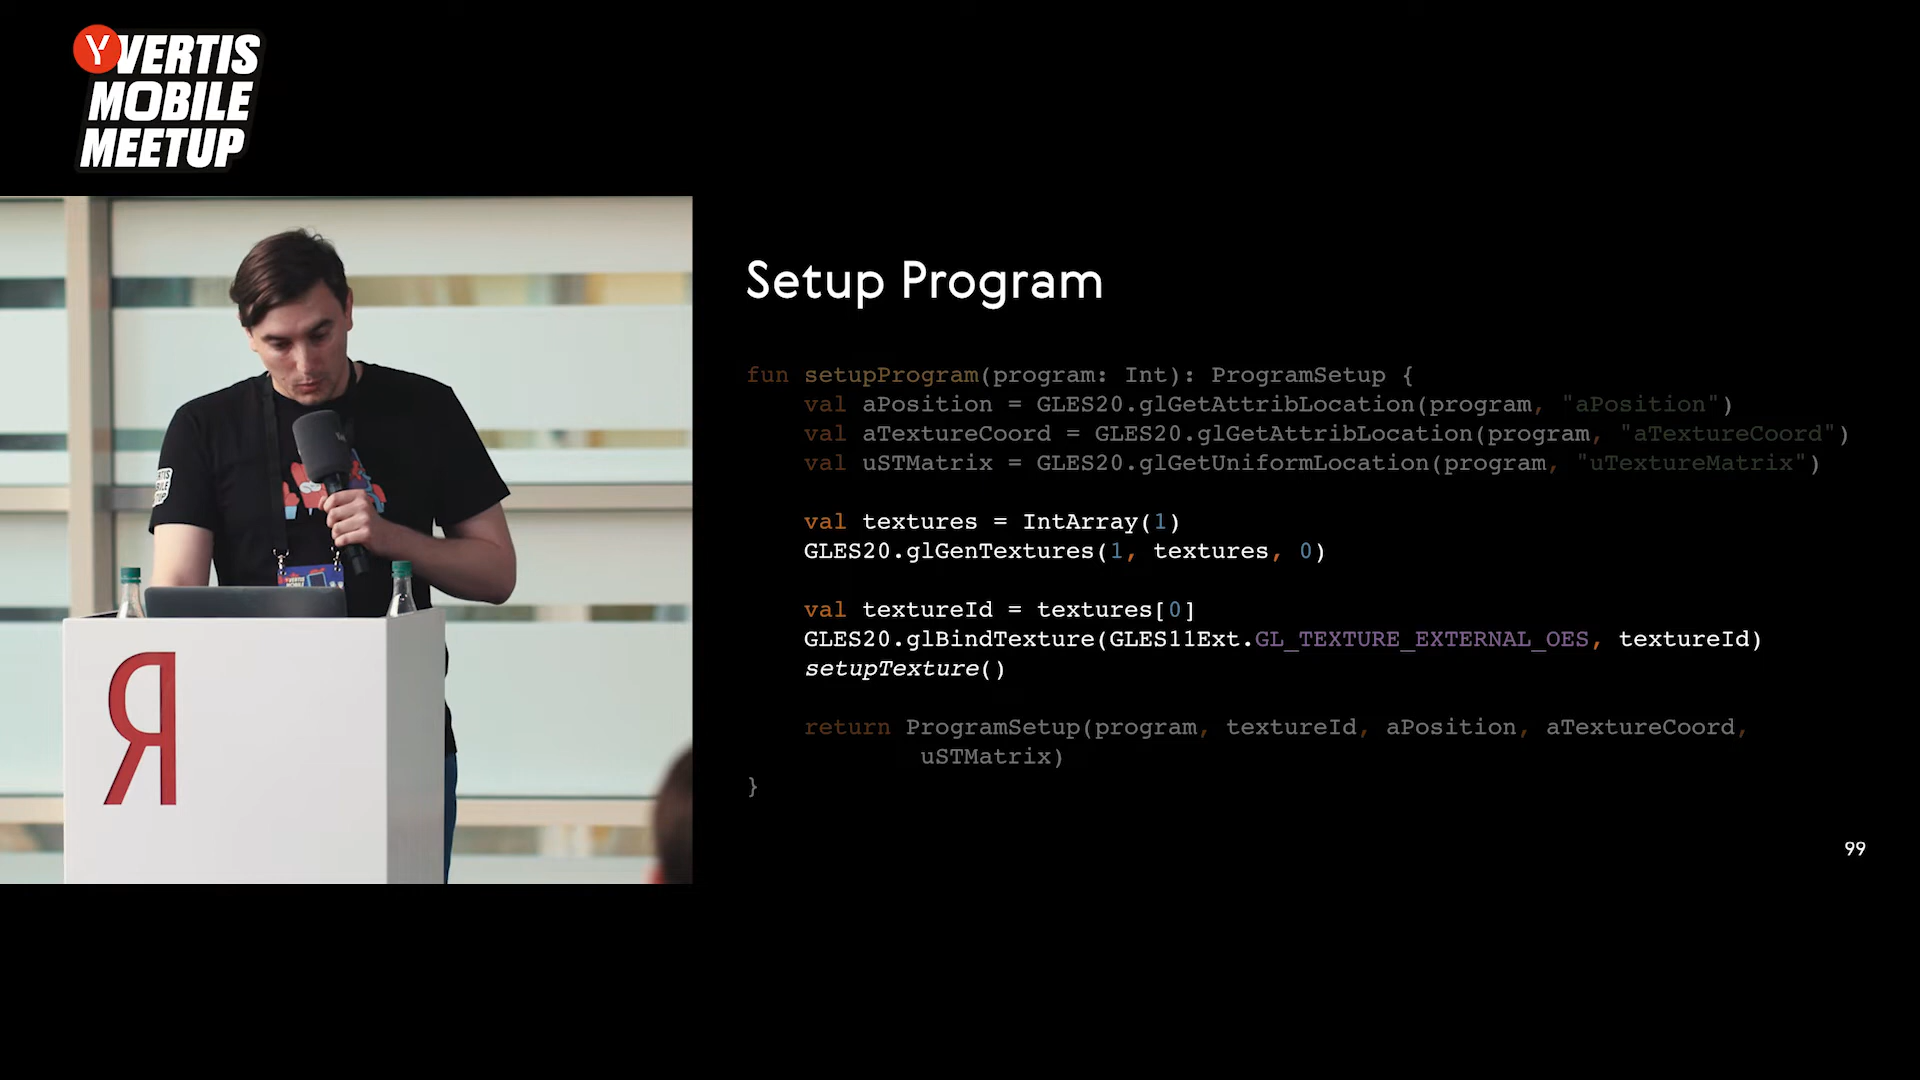 Y VERTIS
MOBILE
MEETUP
Setup Program
fun setupProgram(program: Int): ProgramSetup {
val aPosition = GLES20.glGetAttribLocation(program, "aPosition")
val aTextureCoord = GLES20.glGetAttribLocation(program, "aTextureCoord")
val uSTMatrix = GLES20.glGetUniformLocation(program, "uTextureMatrix")
val textures = IntArray(1)
GLES20.glGenTextures(1, textures, 0)
val textureId = textures[0]
GLES20.glBindTexture(GLES11Ext.GL_TEXTURE_EXTERNAL_OES, textureId)
setupTexture()
return ProgramSetup(program, textureId, aPosition, aTextureCoord,
uSTMatrix)
}
99
Я